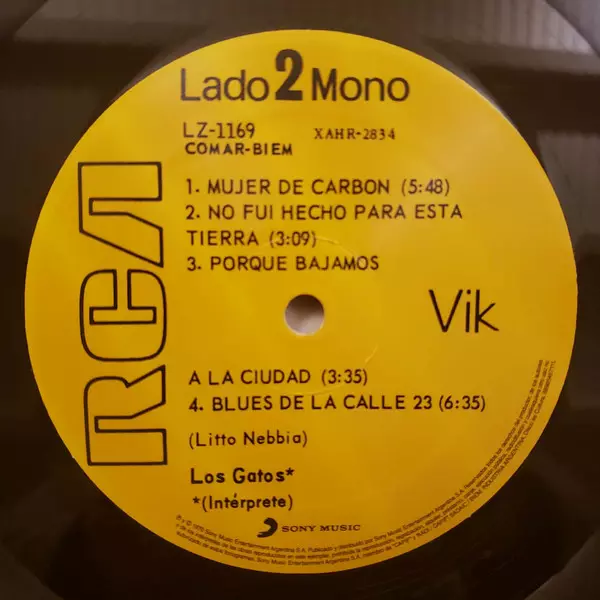 Lado 2 Mono
LZ-1169
XAHR-2834
COMAR-BIEM
RCA
1. MUJER DE CARBON (5:48)
2. NO FUI HECHO PARA ESTA
TIERRA (3:09)
3. PORQUE BAJAMOS
Vik
A LA CIUDAD (3:35)
4. BLUES DE LA CALLE 23 (6:35)
(Litto Nebbia)
Los Gatos*
*(Intérprete)
SONY MUSIC